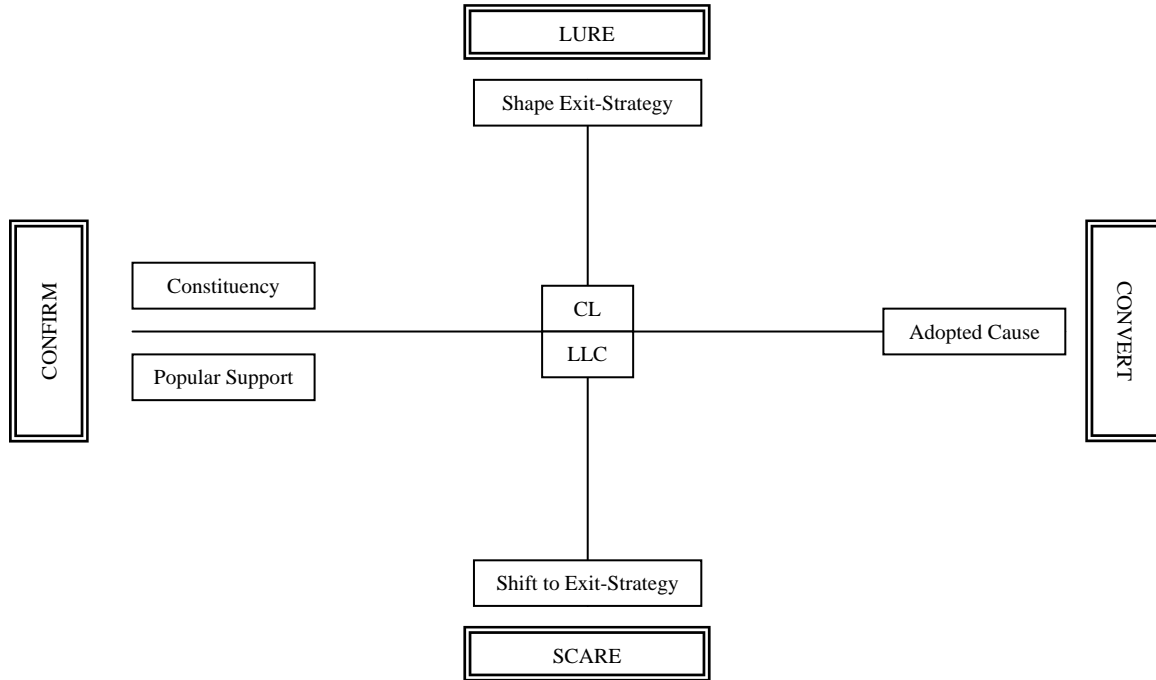 LURE
Shape Exit-Strategy
CONFIRM
Constituency
Popular Support
CL
LLC
Adopted Cause
CONVERT
Shift to Exit-Strategy
SCARE